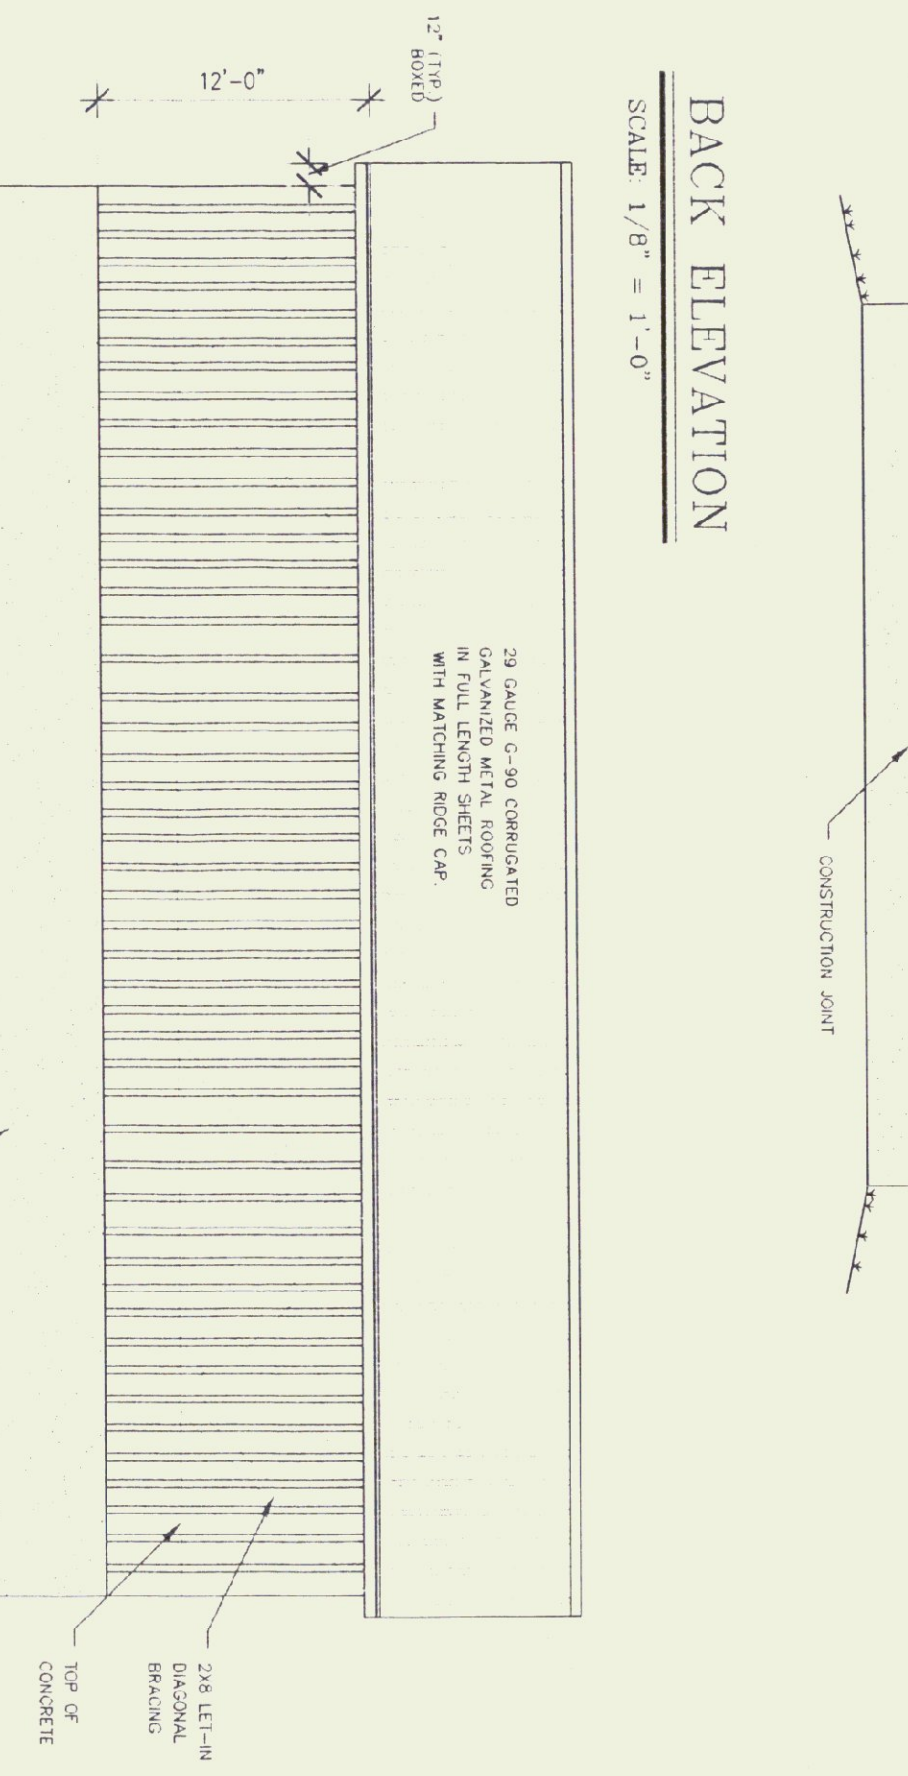 BACK ELEVATION
SCALE: 1/8" = 1'-0"
CONSTRUCTION JOINT
12" (TYP.)
BOXED
12'-0"
29 GAUGE G-90 CORRUGATED
GALVANIZED METAL ROOFING
IN FULL LENGTH SHEETS
WITH MATCHING RIDGE CAP.
2X8 LET-IN
DIAGONAL
BRACING
TOP OF
CONCRETE